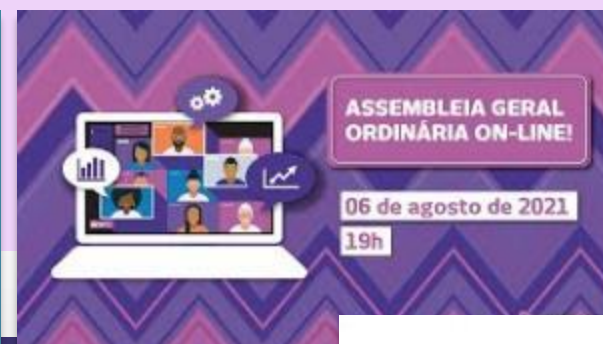 ASSEMBLEIA GERAL
ORDINÁRIA ON-LINE!
06 de agosto de 2021
19h